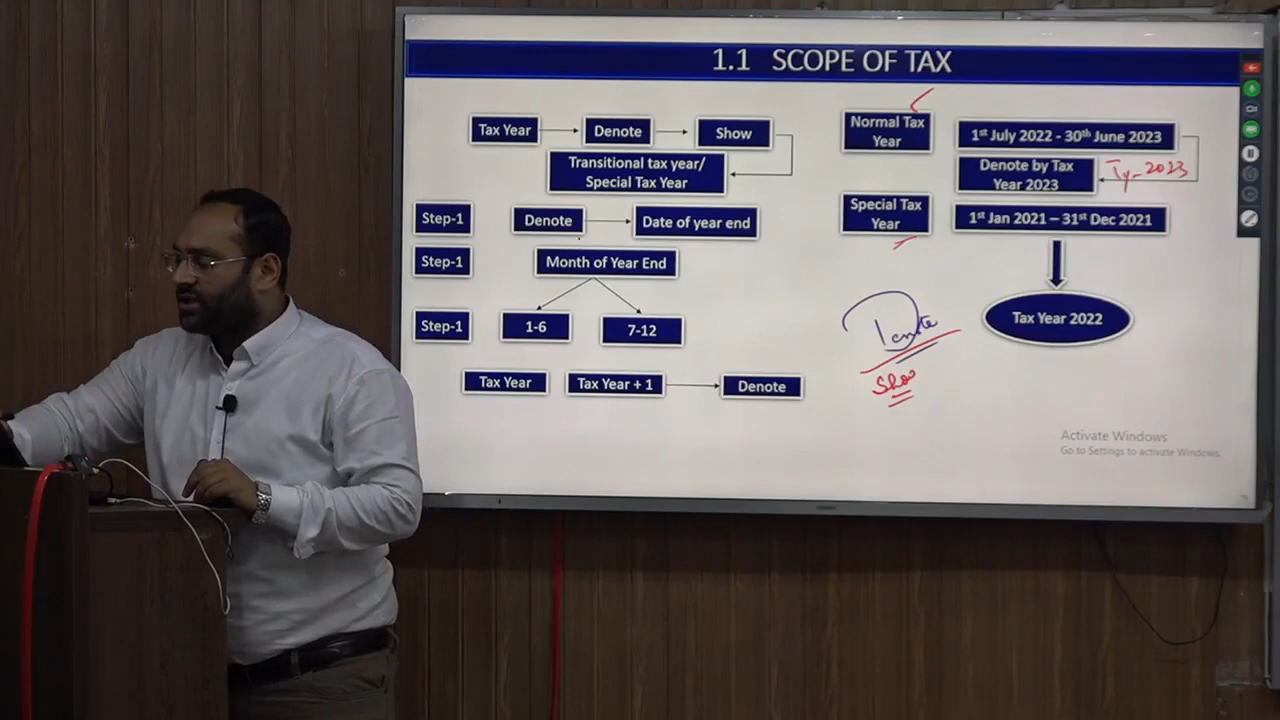 1.1 SCOPE OF TAX
Tax Year
Denote
Show
Transitional tax year/
Special Tax Year
Step-1
Denote
Date of year end
Step-1
Month of Year End
Step-1
1-6
7-12
Tax Year
Tax Year + 1
Denote
Normal Tax
Year
1st July 2022 - 30th June 2023
Denote by Tax
Year 2023
Ty-2023
Special Tax
Year
1st Jan 2021 – 31st Dec 2021
Tax Year 2022
Denote
Show
Activate Windows
Go to Settings to activate Windows.